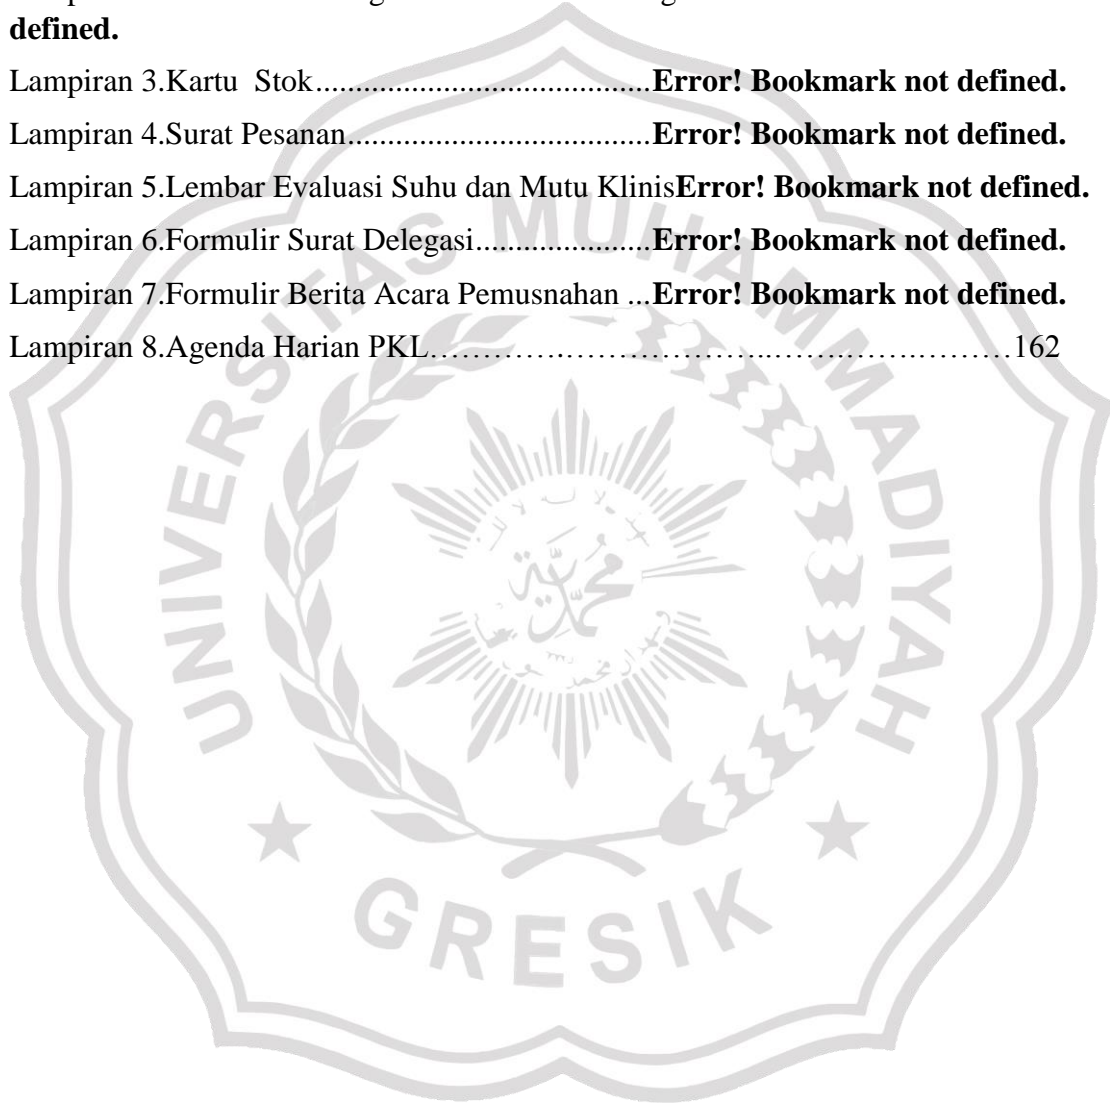 defined.
Lampiran 3.Kartu Stok..........................................Error! Bookmark not defined.
Lampiran 4.Surat Pesanan......................................Error! Bookmark not defined.
Lampiran 5.Lembar Evaluasi Suhu dan Mutu KlinisError! Bookmark not defined.
Lampiran 6.Formulir Surat Delegasi......................Error! Bookmark not defined.
Lampiran 7.Formulir Berita Acara Pemusnahan ...Error! Bookmark not defined.
Lampiran 8.Agenda Harian PKL……………………………………………………162
UNIVERSITAS MUHAMMADIYAH
GRESIK